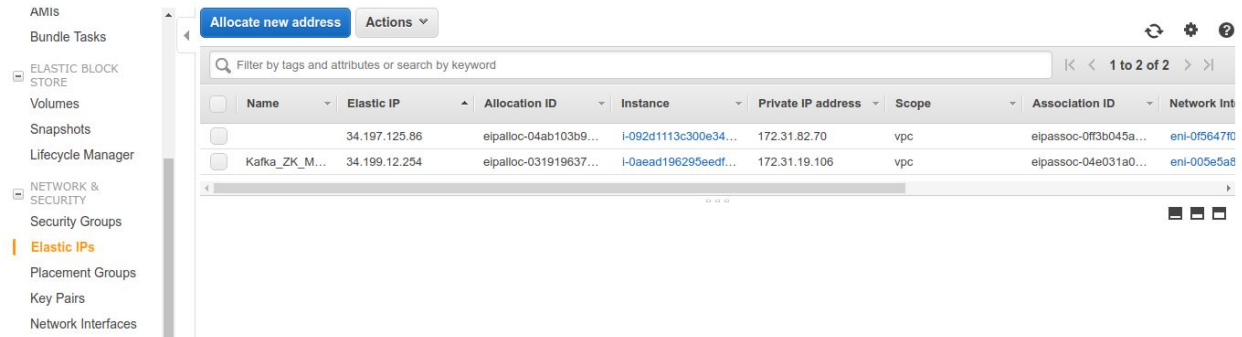 AMIs
Bundle Tasks
ELASTIC BLOCK
STORE
Volumes
Snapshots
Lifecycle Manager
NETWORK &
SECURITY
Security Groups
Elastic IPs
Placement Groups
Key Pairs
Network Interfaces
Allocate new address Actions
Filter by tags and attributes or search by keyword 1 to 2 of 2
Name Elastic IP Allocation ID Instance Private IP address Scope Association ID Network Int
34.197.125.86 eipalloc-04ab103b9... i-092d1113c300e34... 172.31.82.70 vpc eipassoc-0ff3b045a... eni-0f5647f0
Kafka_ZK_M... 34.199.12.254 eipalloc-031919637... i-0aead196295eedf... 172.31.19.106 vpc eipassoc-04e031a0... eni-005e5a8